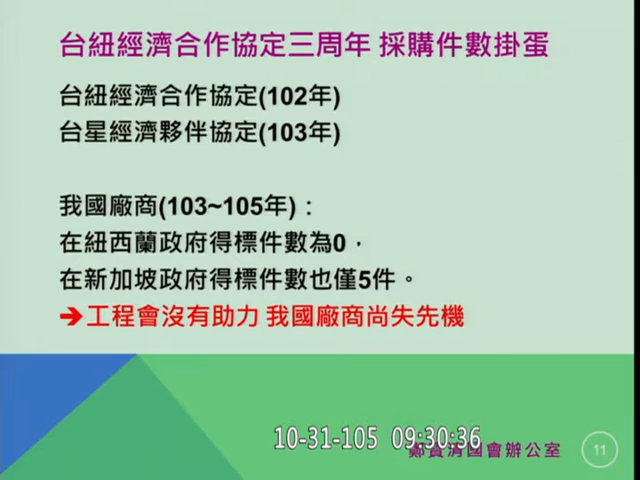 台紐經濟合作協定三周年 採購件數掛蛋
台紐經濟合作協定(102年)
台星經濟夥伴協定(103年)
我國廠商(103~105年)：
在紐西蘭政府得標件數為0，
在新加坡政府得標件數也僅5件。
➔工程會沒有助力 我國廠商尚失先機
10-31-105 09:30:36
鄭寶清國會辦公室
11